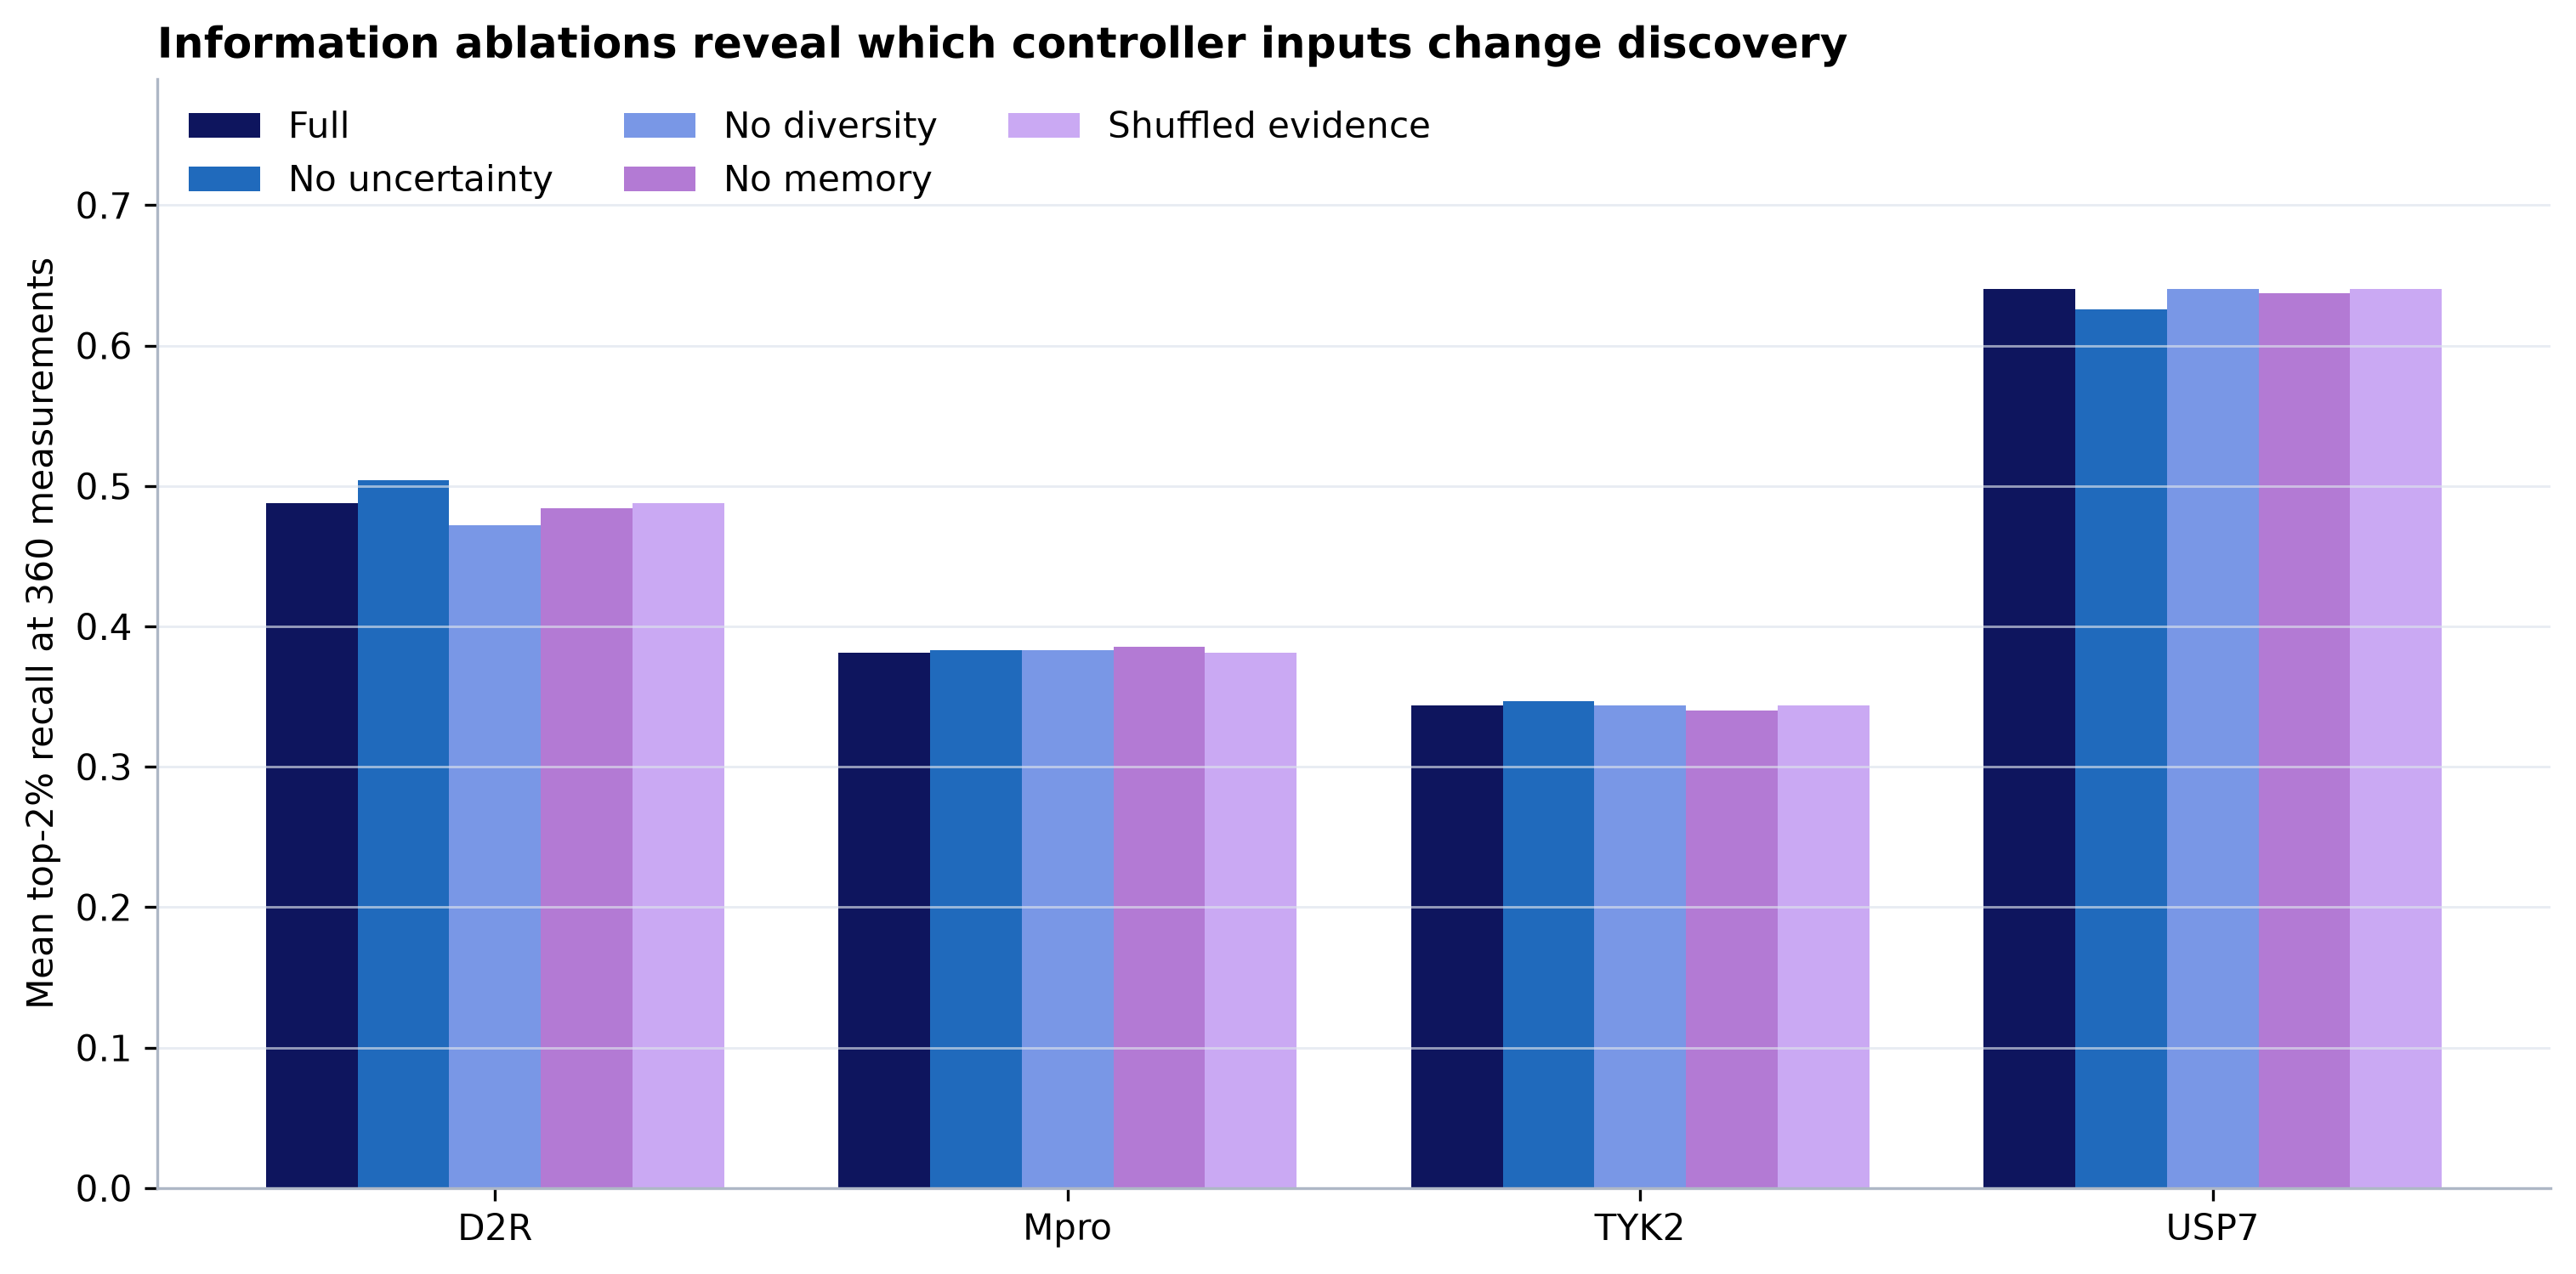 Information ablations reveal which controller inputs change discovery
Full
No uncertainty
No diversity
No memory
Shuffled evidence
Mean top-2% recall at 360 measurements
0.7
0.6
0.5
0.4
0.3
0.2
0.1
0.0
D2R
Mpro
TYK2
USP7